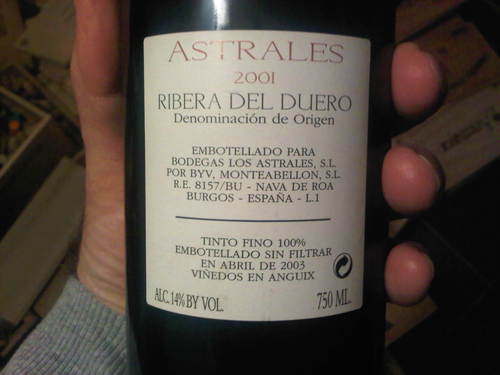 ASTRALES
2001
RIBERA DEL DUERO
Denominación de Origen
EMBOTELLADO PARA
BODEGAS LOS ASTRALES, S.L.
POR BYV, MONTEABELLON, S.L.
R.E. 8157/BU - NAVA DE ROA
BURGOS - ESPAÑA - L.1
TINTO FINO 100%
EMBOTELLADO SIN FILTRAR
EN ABRIL DE 2003
VIÑEDOS EN ANGUIX
ALC. 14% BY VOL.
750 ML.